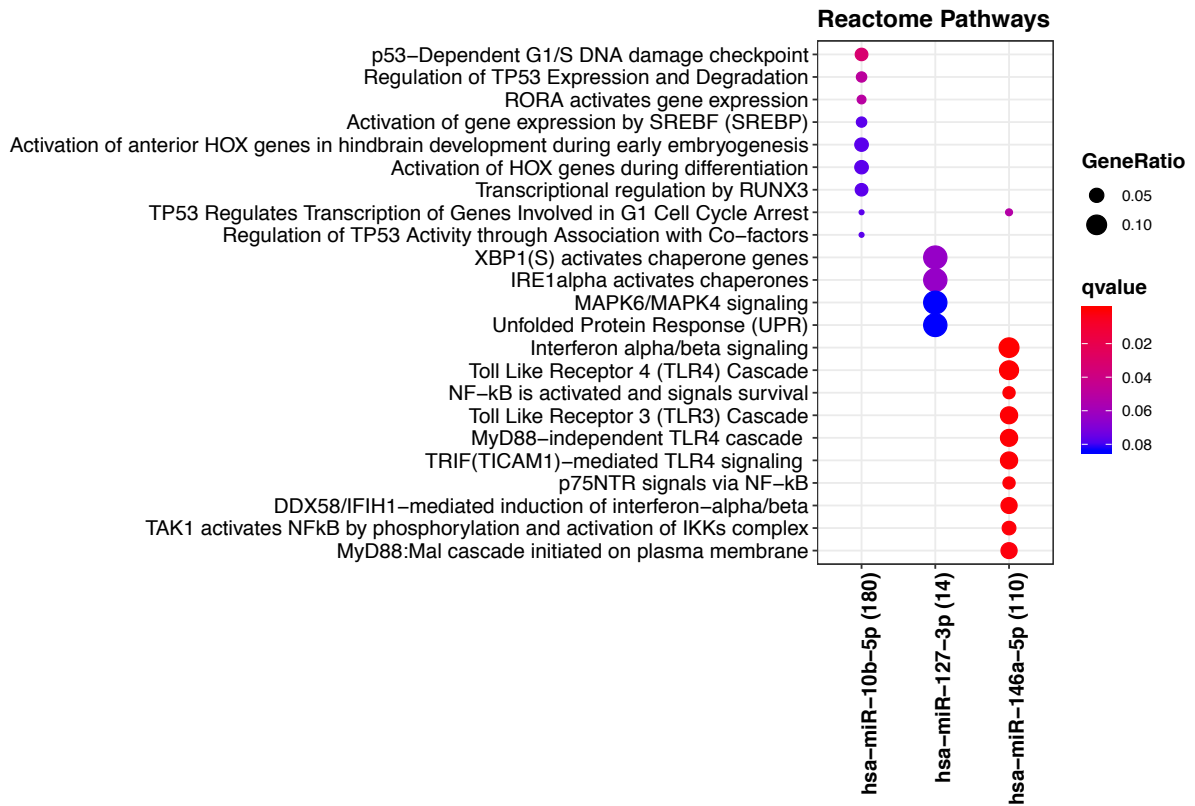 Reactome Pathways
p53−Dependent G1/S DNA damage checkpoint
Regulation of TP53 Expression and Degradation
RORA activates gene expression
Activation of gene expression by SREBF (SREBP)
Activation of anterior HOX genes in hindbrain development during early embryogenesis
Activation of HOX genes during differentiation
Transcriptional regulation by RUNX3
TP53 Regulates Transcription of Genes Involved in G1 Cell Cycle Arrest
Regulation of TP53 Activity through Association with Co−factors
XBP1(S) activates chaperone genes
IRE1alpha activates chaperones
MAPK6/MAPK4 signaling
Unfolded Protein Response (UPR)
Interferon alpha/beta signaling
Toll Like Receptor 4 (TLR4) Cascade
NF−kB is activated and signals survival
Toll Like Receptor 3 (TLR3) Cascade
MyD88−independent TLR4 cascade
TRIF(TICAM1)−mediated TLR4 signaling
p75NTR signals via NF−kB
DDX58/IFIH1−mediated induction of interferon−alpha/beta
TAK1 activates NFkB by phosphorylation and activation of IKKs complex
MyD88:Mal cascade initiated on plasma membrane
hsa−miR−10b−5p (180)
hsa−miR−127−3p (14)
hsa−miR−146a−5p (110)
GeneRatio
0.05
0.10
qvalue
0.02
0.04
0.06
0.08